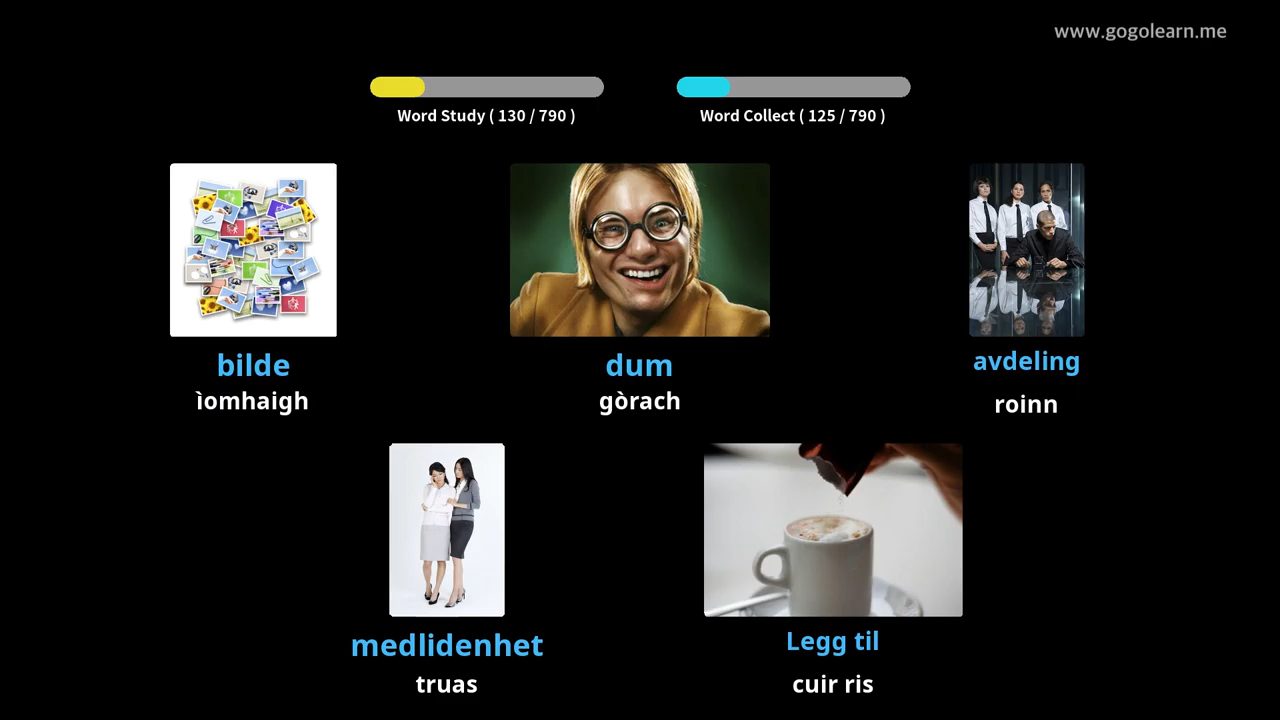 www.gogolearn.me
Word Study ( 130 / 790 )
Word Collect ( 125 / 790 )
bilde
ìomhaigh
dum
gòrach
avdeling
roinn
medlidenhet
truas
Legg til
cuir ris